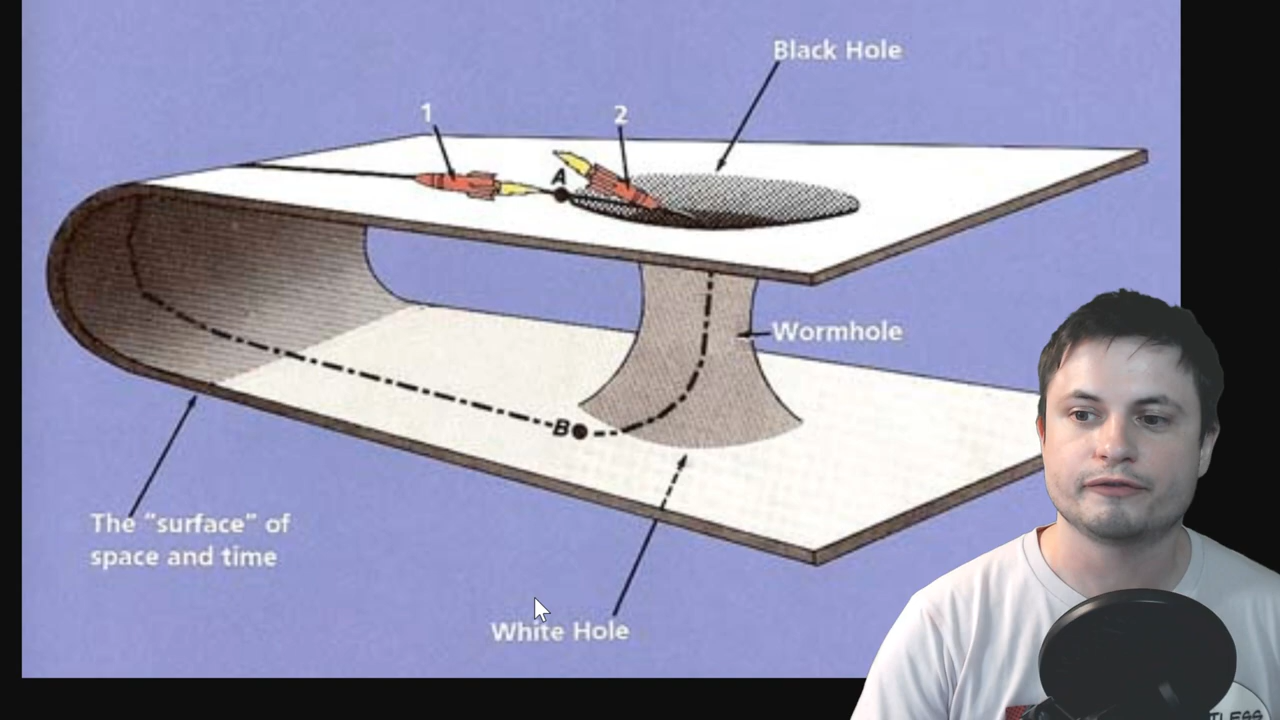 Black Hole
1
2
A
Wormhole
B
The "surface" of
space and time
White Hole